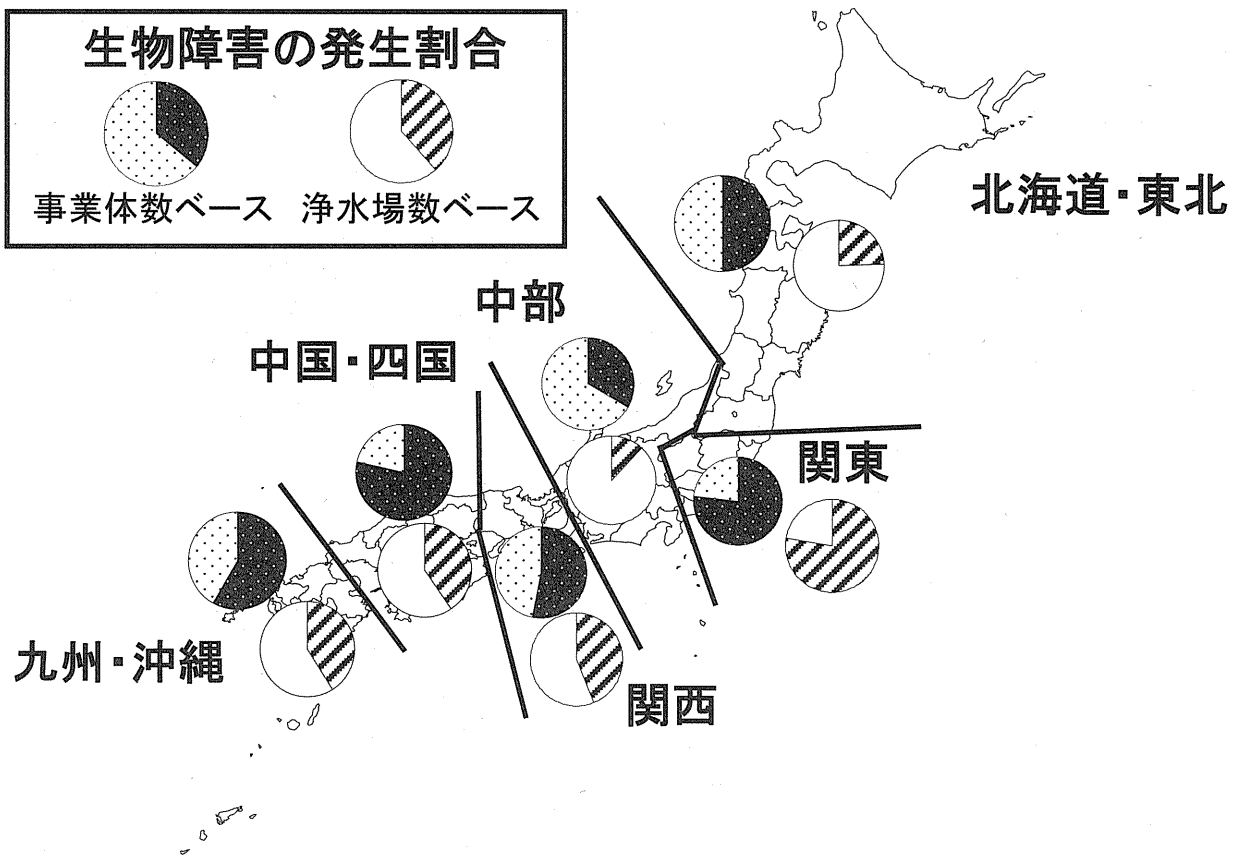 生物障害の発生割合
事業体数ベース 浄水場数ベース
北海道・東北
中部
中国・四国
関東
九州・沖縄
関西